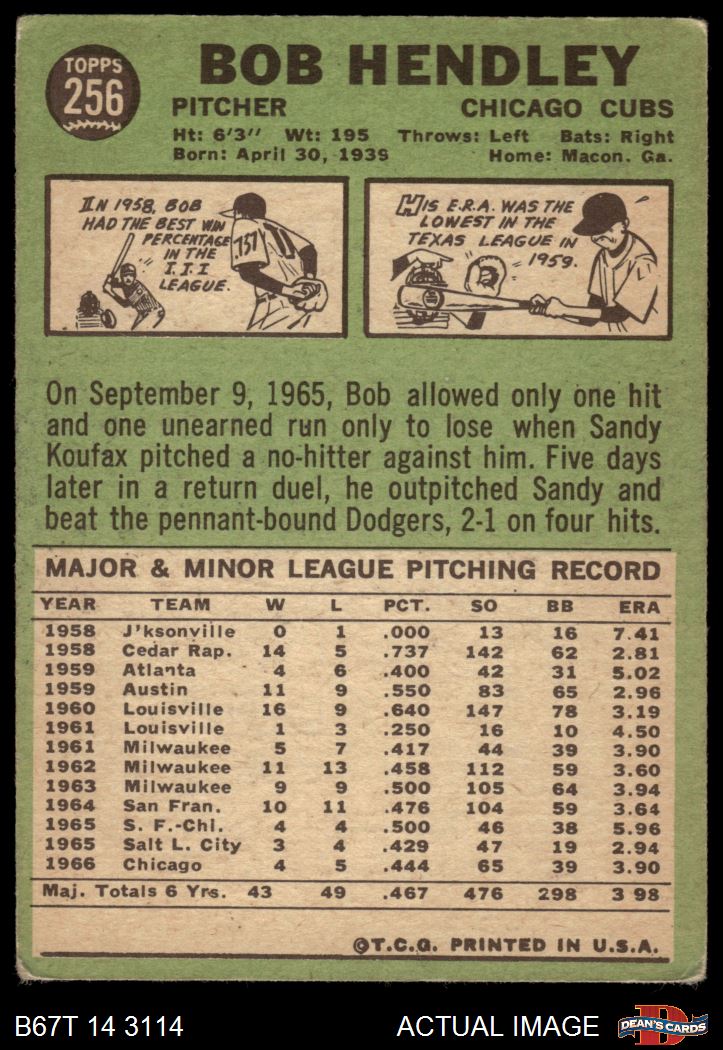 TOPPS
256
BOB HENDLEY
PITCHER CHICAGO CUBS
Ht: 6'3" Wt: 195 Throws: Left Bats: Right
Born: April 30, 1939 Home: Macon. Ga.
IN 1958, BOB
HAD THE BEST WIN
PERCENTAGE
IN THE
I.I.I
LEAGUE.
.737
HIS E.R.A. WAS THE
LOWEST IN THE
TEXAS LEAGUE IN
1959.
On September 9, 1965, Bob allowed only one hit
and one unearned run only to lose when Sandy
Koufax pitched a no-hitter against him. Five days
later in a return duel, he outpitched Sandy and
beat the pennant-bound Dodgers, 2-1 on four hits.
MAJOR & MINOR LEAGUE PITCHING RECORD
YEAR TEAM W L PCT. SO BB ERA
1958 J'ksonville 0 1 .000 13 16 7.41
1958 Cedar Rap. 14 5 .737 142 62 2.81
1959 Atlanta 4 6 .400 42 31 5.02
1959 Austin 11 9 .550 83 65 2.96
1960 Louisville 16 9 .640 147 78 3.19
1961 Louisville 1 3 .250 16 10 4.50
1961 Milwaukee 5 7 .417 44 39 3.90
1962 Milwaukee 11 13 .458 112 59 3.60
1963 Milwaukee 9 9 .500 105 64 3.94
1964 San Fran. 10 11 .476 104 59 3.64
1965 S. F.-Chi. 4 4 .500 46 38 5.96
1965 Salt L. City 3 4 .429 47 19 2.94
1966 Chicago 4 5 .444 65 39 3.90
Maj. Totals 6 Yrs. 43 49 .467 476 298 3 98
©T.C.G. PRINTED IN U.S.A.
B67T 14 3114 ACTUAL IMAGE
DEAN'S CARDS